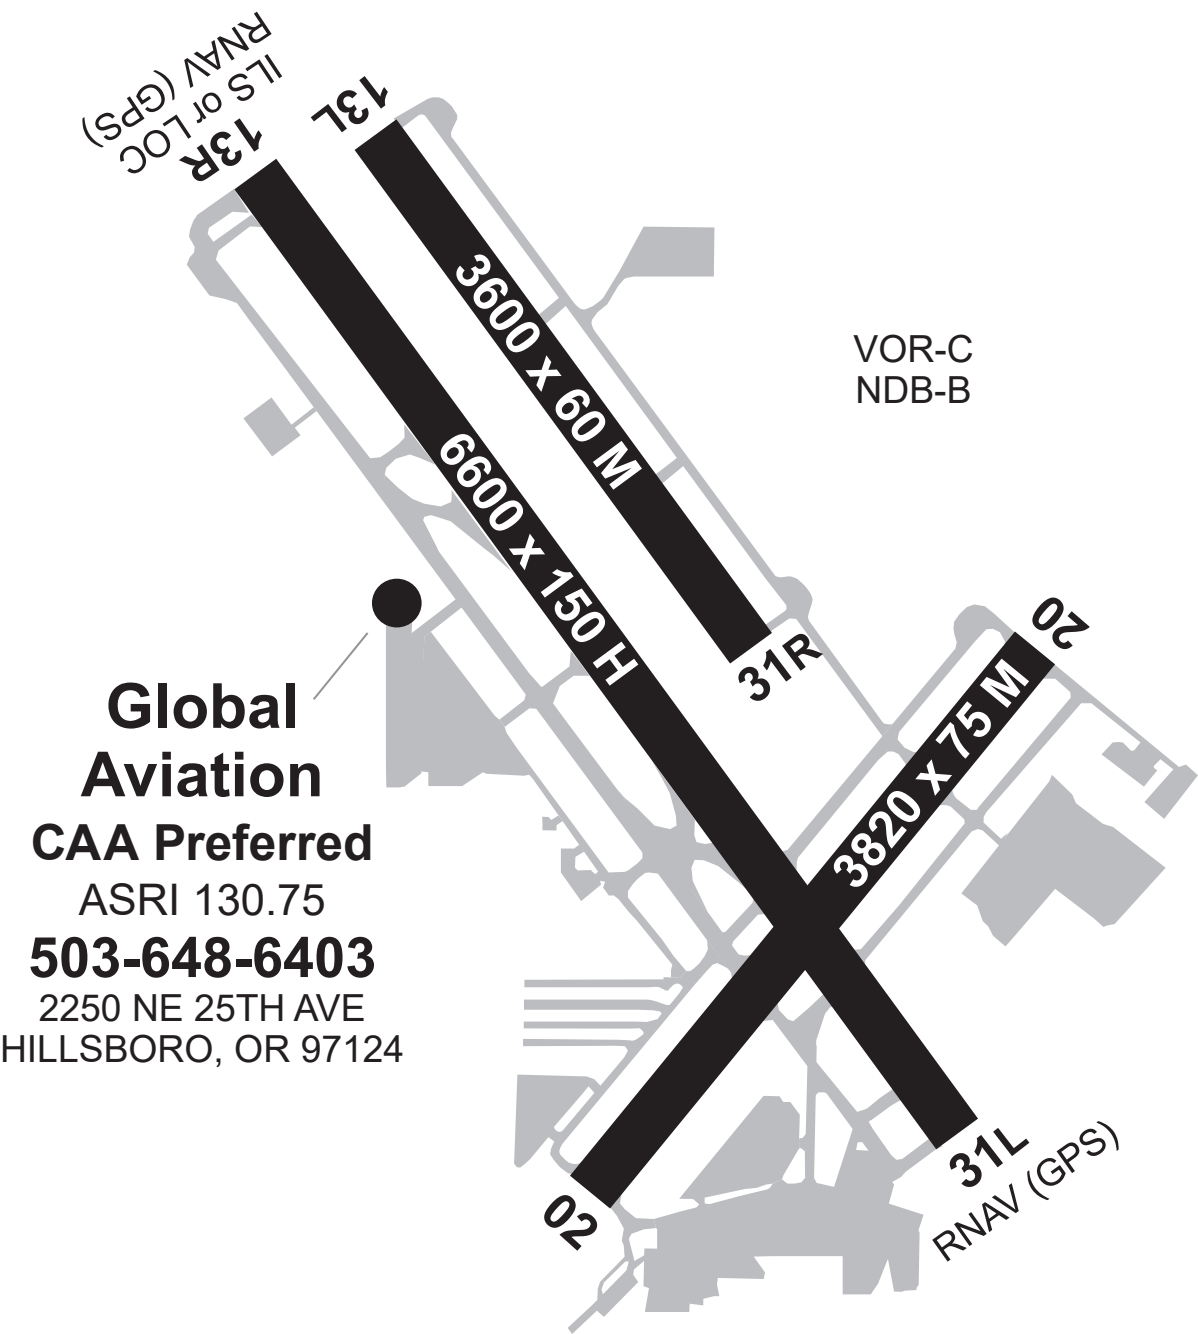 RNAV (GPS)
ILS or LOC
13R
13L
3600 x 60 M
VOR-C
NDB-B
6600 x 150 H
20
31R
3820 x 75 M
Global
Aviation
CAA Preferred
ASRI 130.75
503-648-6403
2250 NE 25TH AVE
HILLSBORO, OR 97124
31L
RNAV (GPS)
02